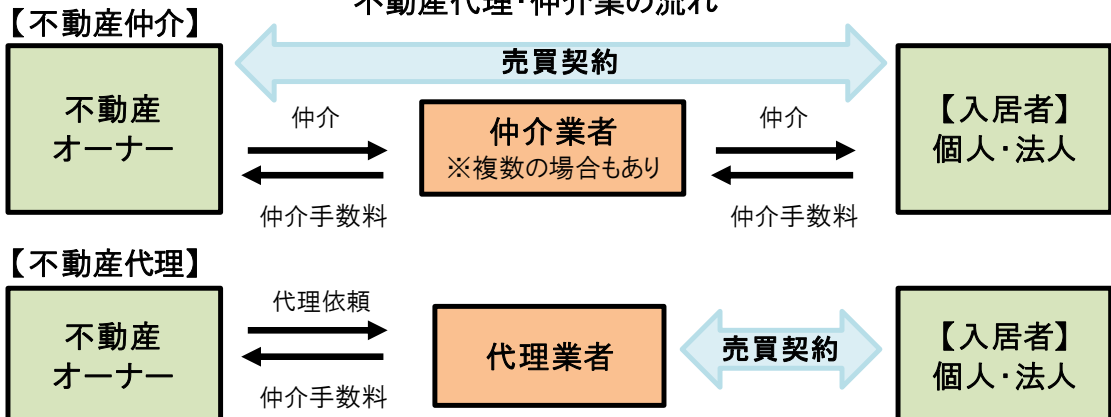 不動産代理・仲介業の流れ
【不動産仲介】
売買契約
不動産
オーナー
仲介
仲介手数料
仲介業者
※複数の場合もあり
仲介
仲介手数料
【入居者】
個人・法人
【不動産代理】
不動産
オーナー
代理依頼
仲介手数料
代理業者
売買契約
【入居者】
個人・法人